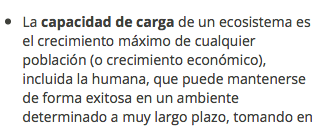 La capacidad de carga de un ecosistema es
el crecimiento máximo de cualquier
población (o crecimiento económico),
incluida la humana, que puede mantenerse
de forma exitosa en un ambiente
determinado a muy largo plazo, tomando en